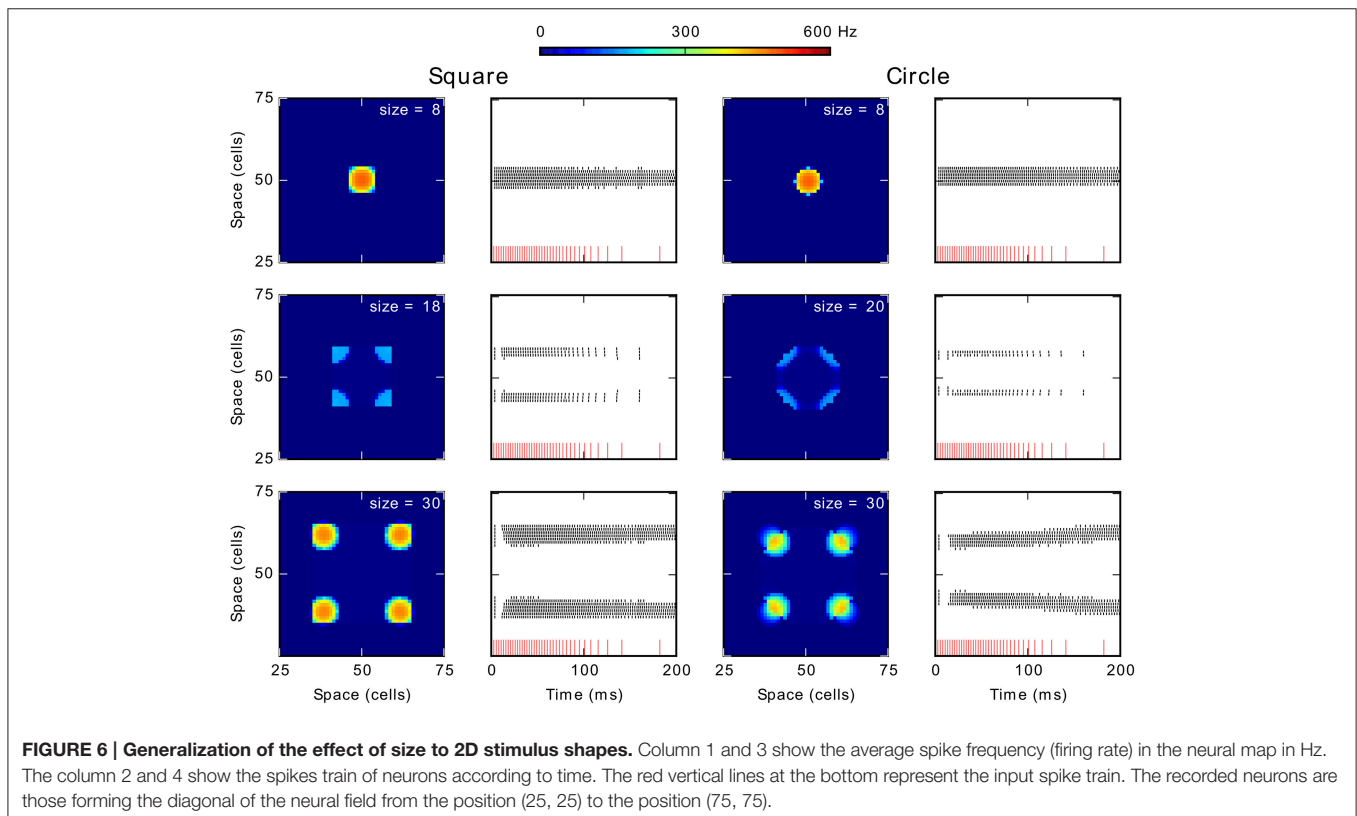 0 300 600 Hz
Square Circle
75 size = 8 size = 8
Space (cells) 50 Space (cells)
25
75 size = 18 size = 20
Space (cells) 50 Space (cells)
25
75 size = 30 size = 30
Space (cells) 50 Space (cells)
25 50 75 0 100 200 25 50 75 0 100 200
Space (cells) Time (ms) Space (cells) Time (ms)
FIGURE 6 | Generalization of the effect of size to 2D stimulus shapes. Column 1 and 3 show the average spike frequency (firing rate) in the neural map in Hz.
The column 2 and 4 show the spikes train of neurons according to time. The red vertical lines at the bottom represent the input spike train. The recorded neurons are
those forming the diagonal of the neural field from the position (25, 25) to the position (75, 75).